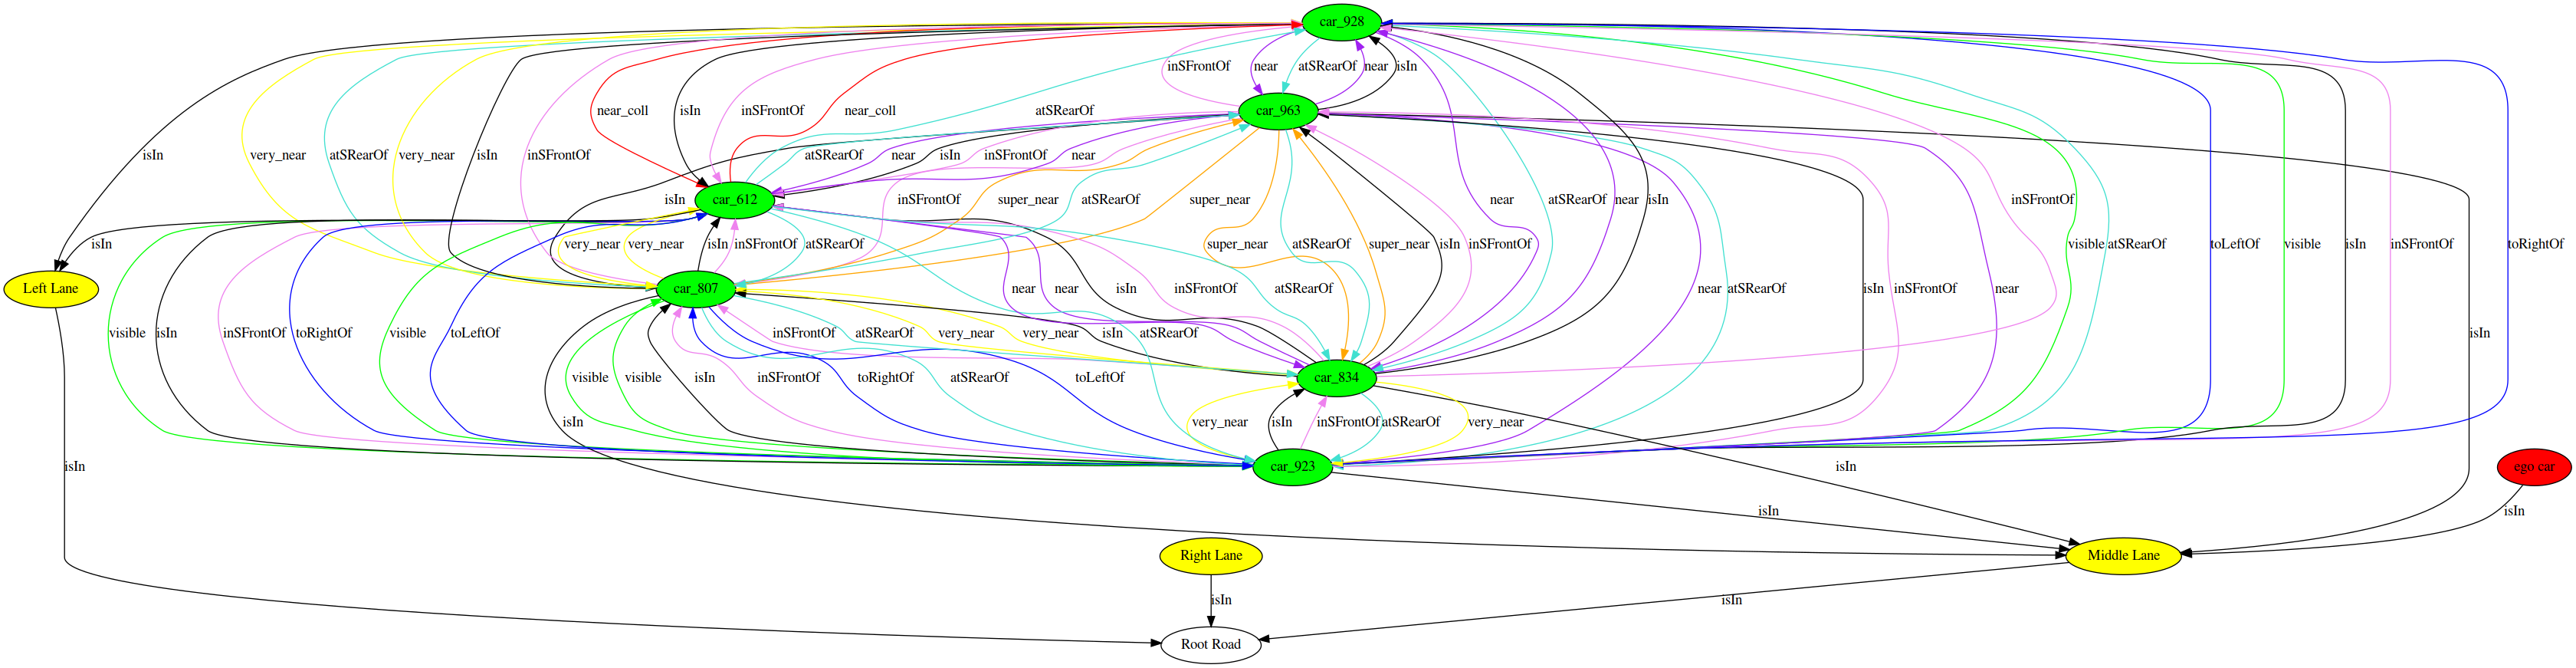 car_928
inSFrontOf near atSRearOf near isIn
near_coll isIn inSFrontOf near_coll atSRearOf car_963
isIn very_near atSRearOf very_near isIn inSFrontOf atSRearOf near isIn inSFrontOf near
car_612 isIn inSFrontOf super_near atSRearOf super_near near atSRearOf near isIn inSFrontOf
isIn very_near very_near isIn inSFrontOf atSRearOf super_near atSRearOf super_near isIn inSFrontOf visible atSRearOf toLeftOf visible isIn inSFrontOf toRightOf
Left Lane car_807 near near isIn inSFrontOf atSRearOf near atSRearOf isIn inSFrontOf near
visible isIn inSFrontOf toRightOf visible toLeftOf inSFrontOf atSRearOf very_near very_near isIn atSRearOf isIn
visible visible isIn inSFrontOf toRightOf atSRearOf toLeftOf car_834
isIn very_near isIn inSFrontOf atSRearOf very_near
isIn car_923 isIn ego car
isIn isIn
Right Lane Middle Lane
isIn isIn
Root Road